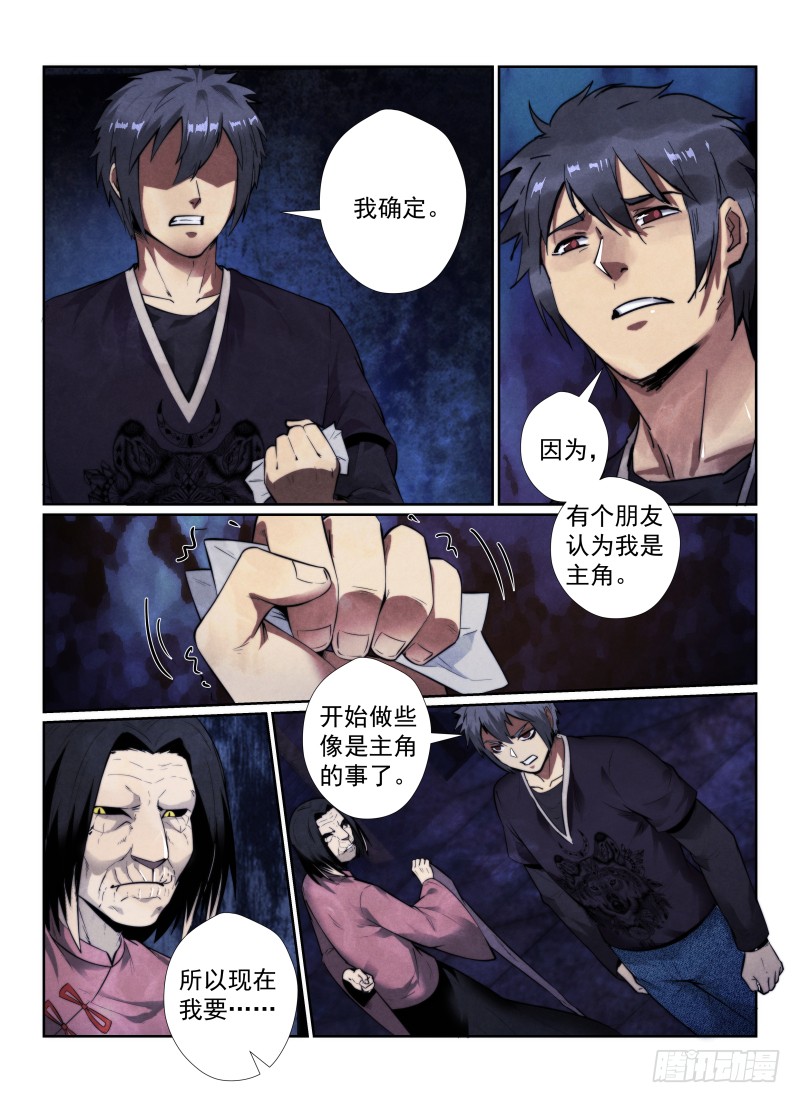 我确定。
因为，
有个朋友
认为我是
主角。
所以现在
我要……
开始做些
像是主角
的事了。
腾讯动漫